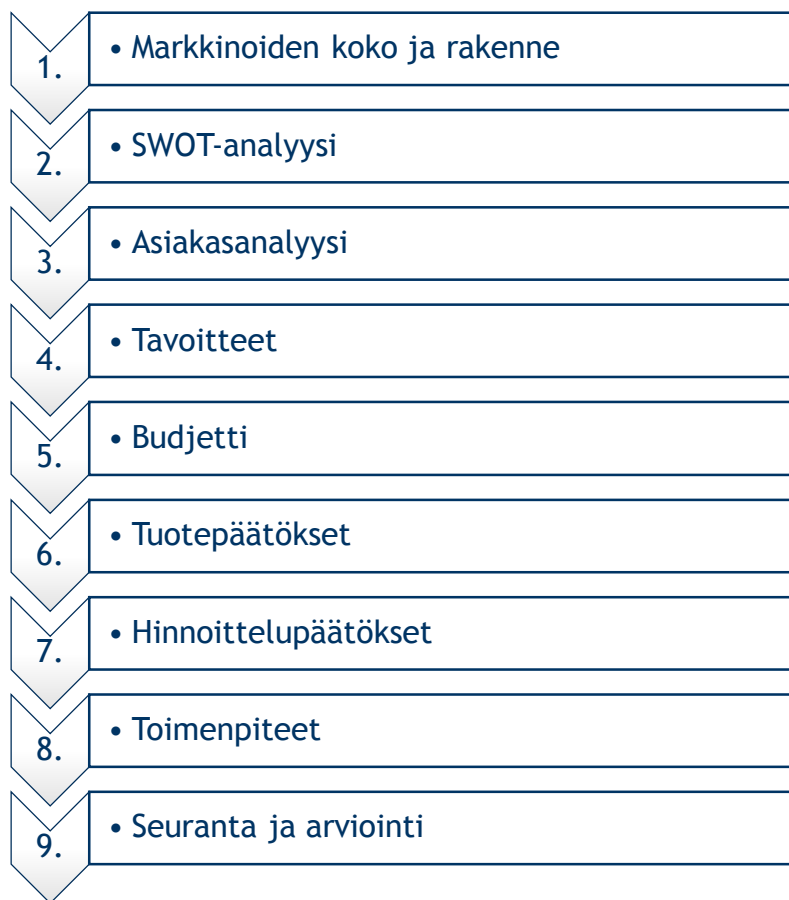 1. • Markkinoiden koko ja rakenne
2. • SWOT-analyysi
3. • Asiakasanalyysi
4. • Tavoitteet
5. • Budjetti
6. • Tuotepäätökset
7. • Hinnoittelupäätökset
8. • Toimenpiteet
9. • Seuranta ja arviointi